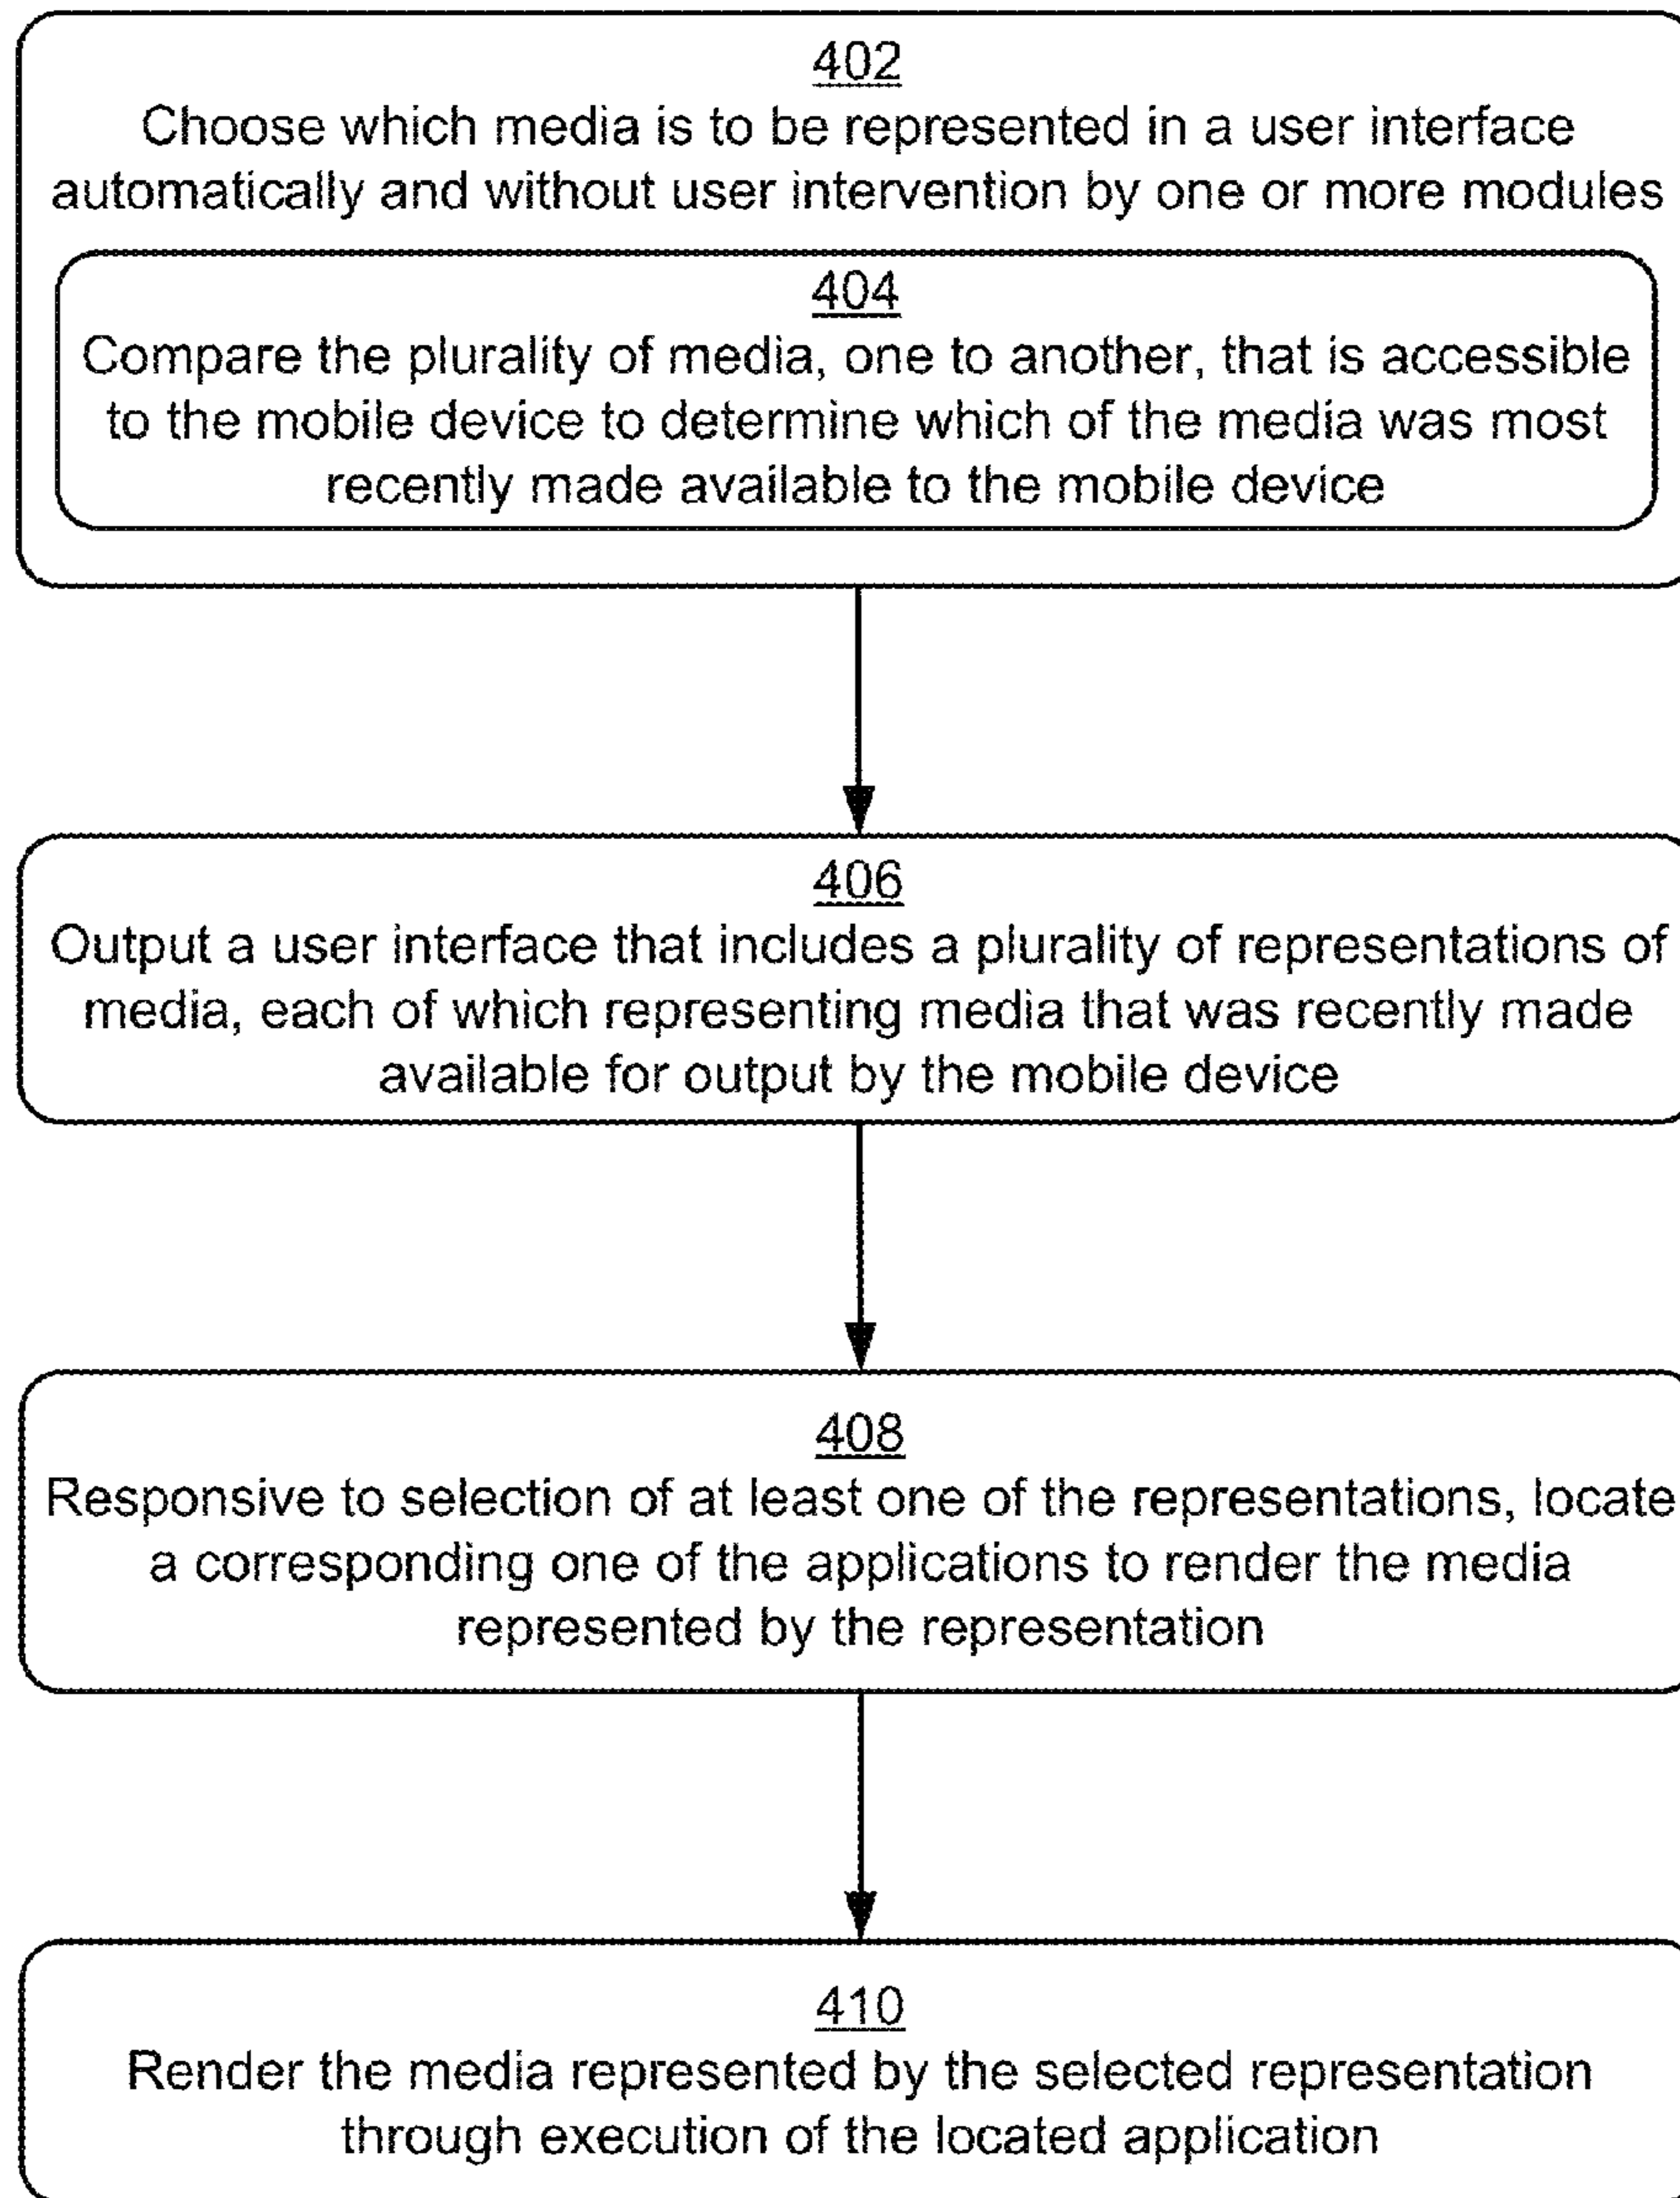 402
Choose which media is to be represented in a user interface
automatically and without user intervention by one or more modules
404
Compare the plurality of media, one to another, that is accessible
to the mobile device to determine which of the media was most
recently made available to the mobile device
406
Output a user interface that includes a plurality of representations of
media, each of which representing media that was recently made
available for output by the mobile device
408
Responsive to selection of at least one of the representations, locate
a corresponding one of the applications to render the media
represented by the representation
410
Render the media represented by the selected representation
through execution of the located application